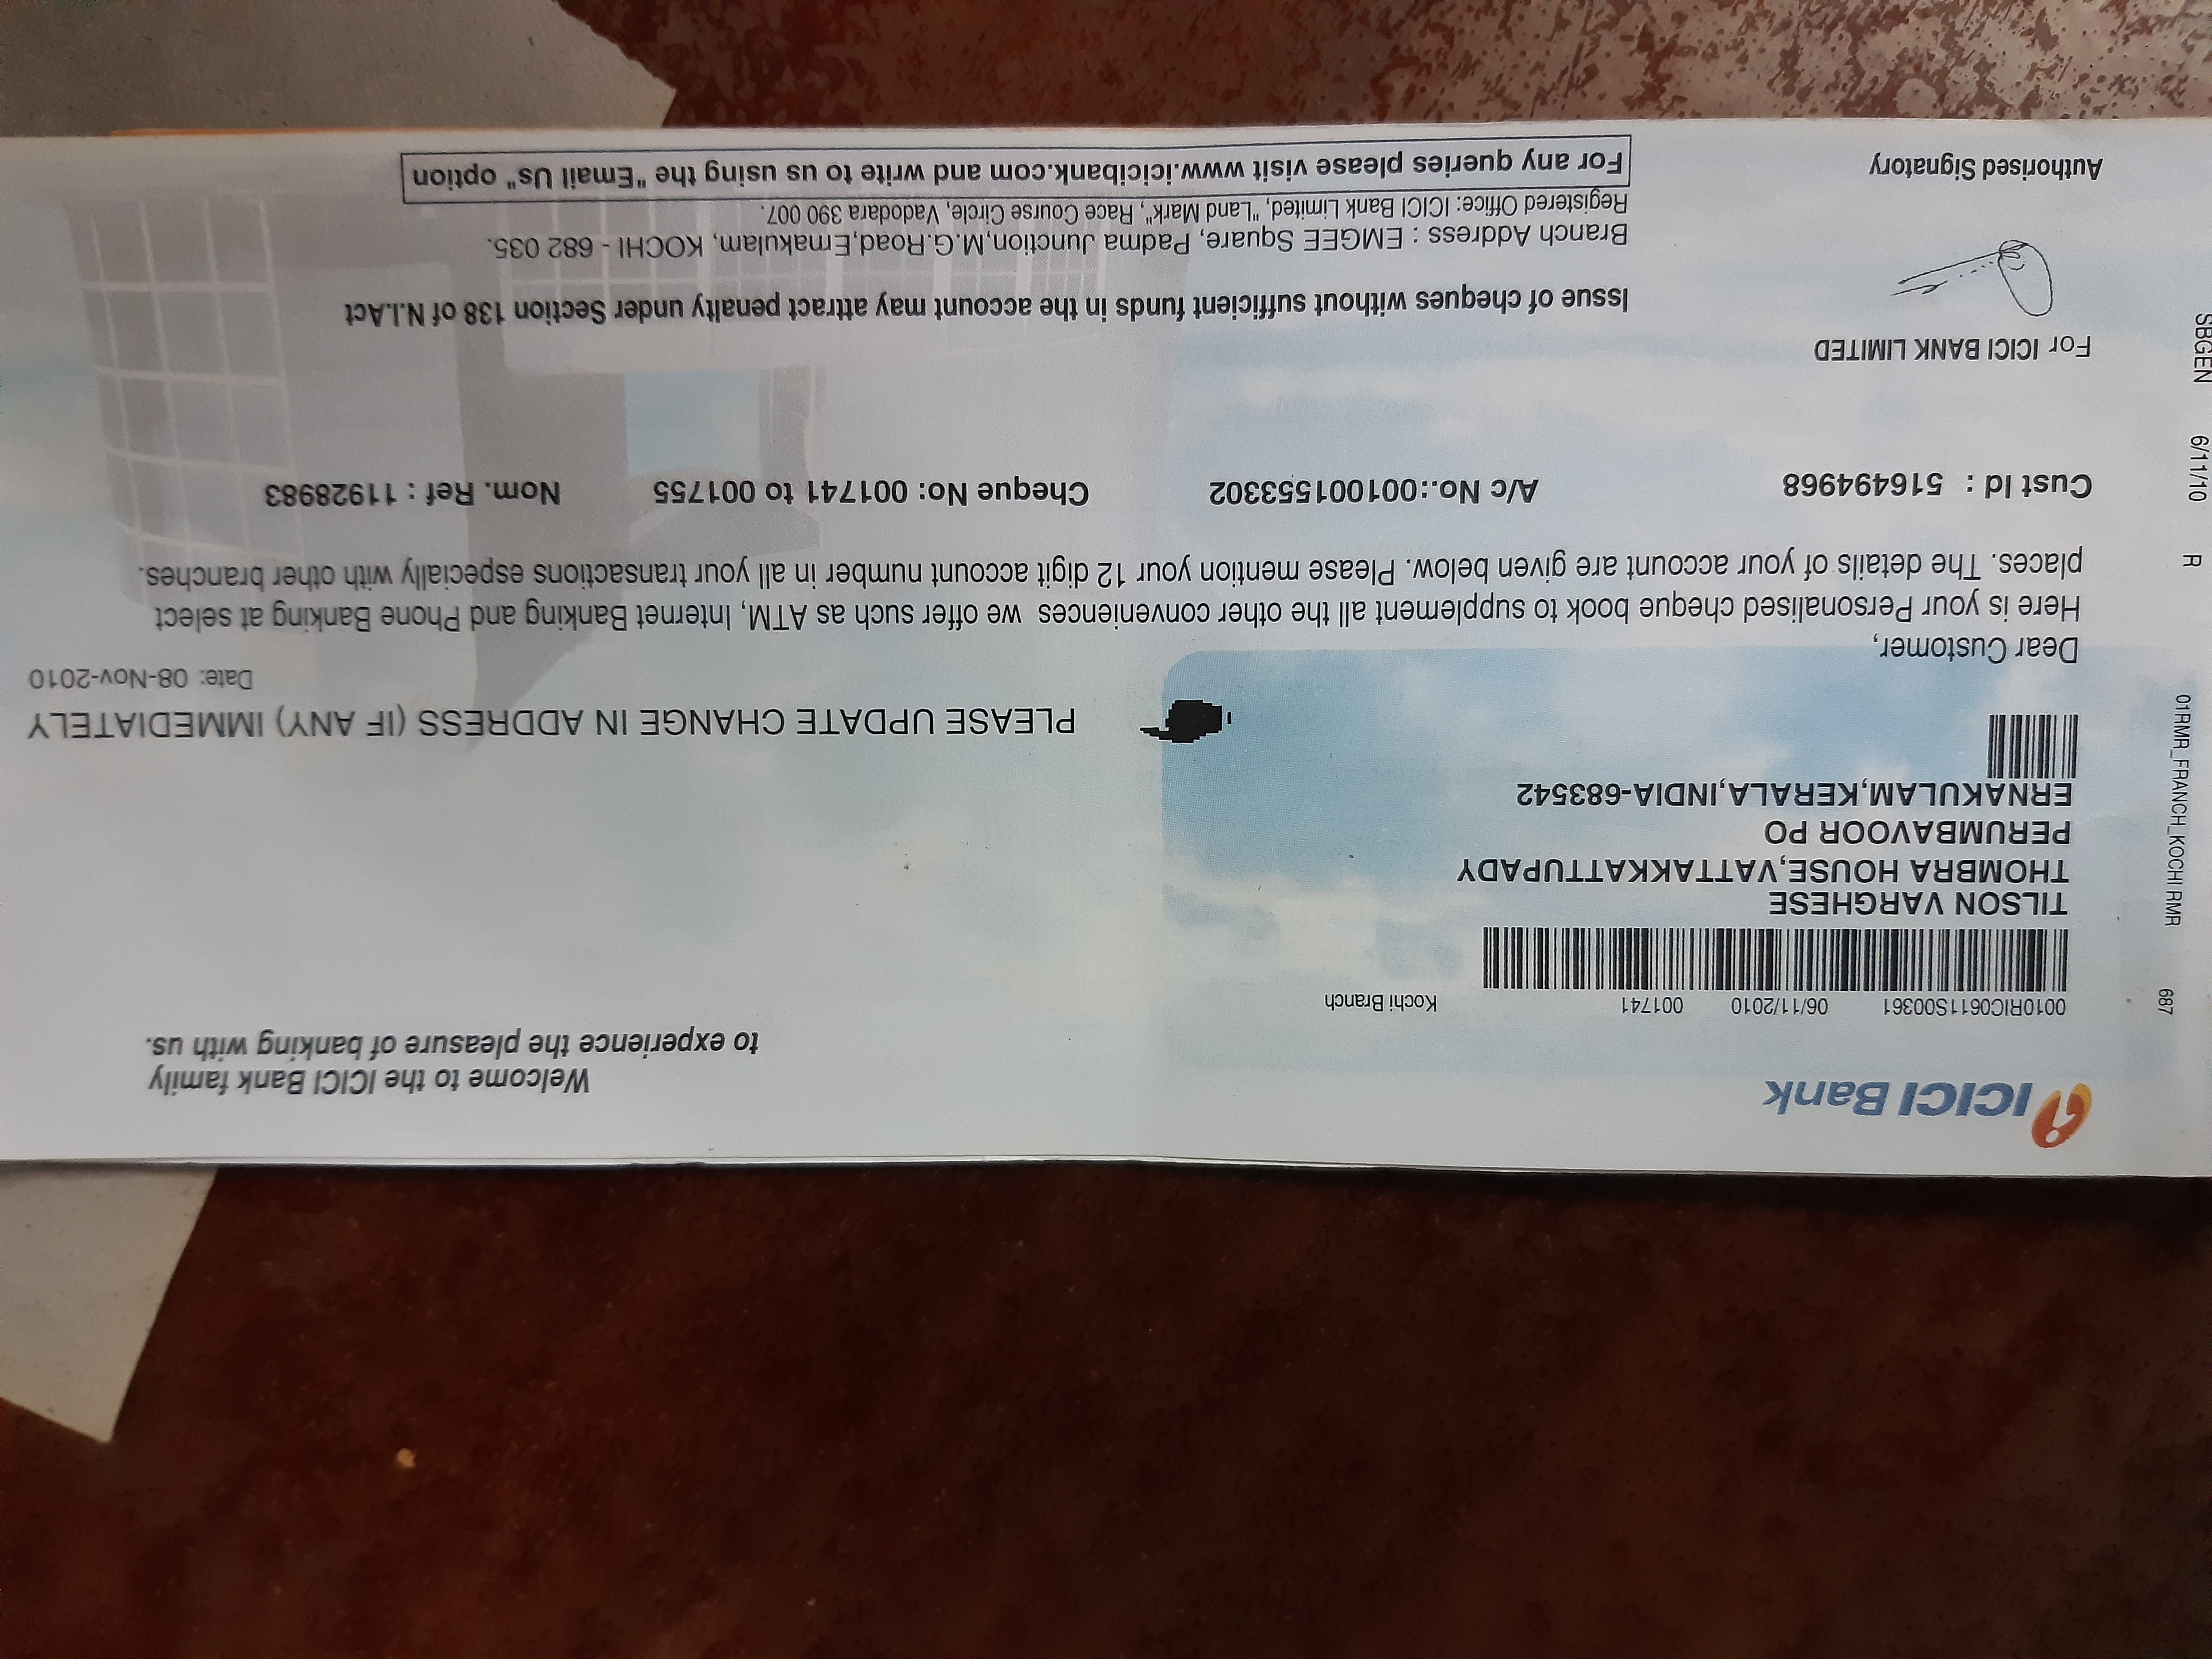 ICICI Bank
Welcome to the ICICI Bank family
to experience the pleasure of banking with us.
687
0010RIC0611S00361 06/11/2010 001741 Kochi Branch
01RMR_FRANCH_KOCHI RMR
TILSON VARGHESE
THOMBRA HOUSE,VATTAKKATTUPADY
PERUMBAVOOR PO
ERNAKULAM,KERALA,INDIA-683542
PLEASE UPDATE CHANGE IN ADDRESS (IF ANY) IMMEDIATELY
Date: 08-Nov-2010
Dear Customer,
Here is your Personalised cheque book to supplement all the other conveniences we offer such as ATM, Internet Banking and Phone Banking at select
places. The details of your account are given below. Please mention your 12 digit account number in all your transactions especially with other branches.
R
Cust Id : 516494968 A/c No.:001001553302 Cheque No: 001741 to 001755 Nom. Ref : 11928983
6/11/10
For ICICI BANK LIMITED
SBGEN
Issue of cheques without sufficient funds in the account may attract penalty under Section 138 of N.I.Act
Branch Address : EMGEE Square, Padma Junction,M.G.Road,Ernakulam, KOCHI - 682 035.
Registered Office: ICICI Bank Limited, "Land Mark", Race Course Circle, Vadodara 390 007.
Authorised Signatory
For any queries please visit www.icicibank.com and write to us using the "Email Us" option